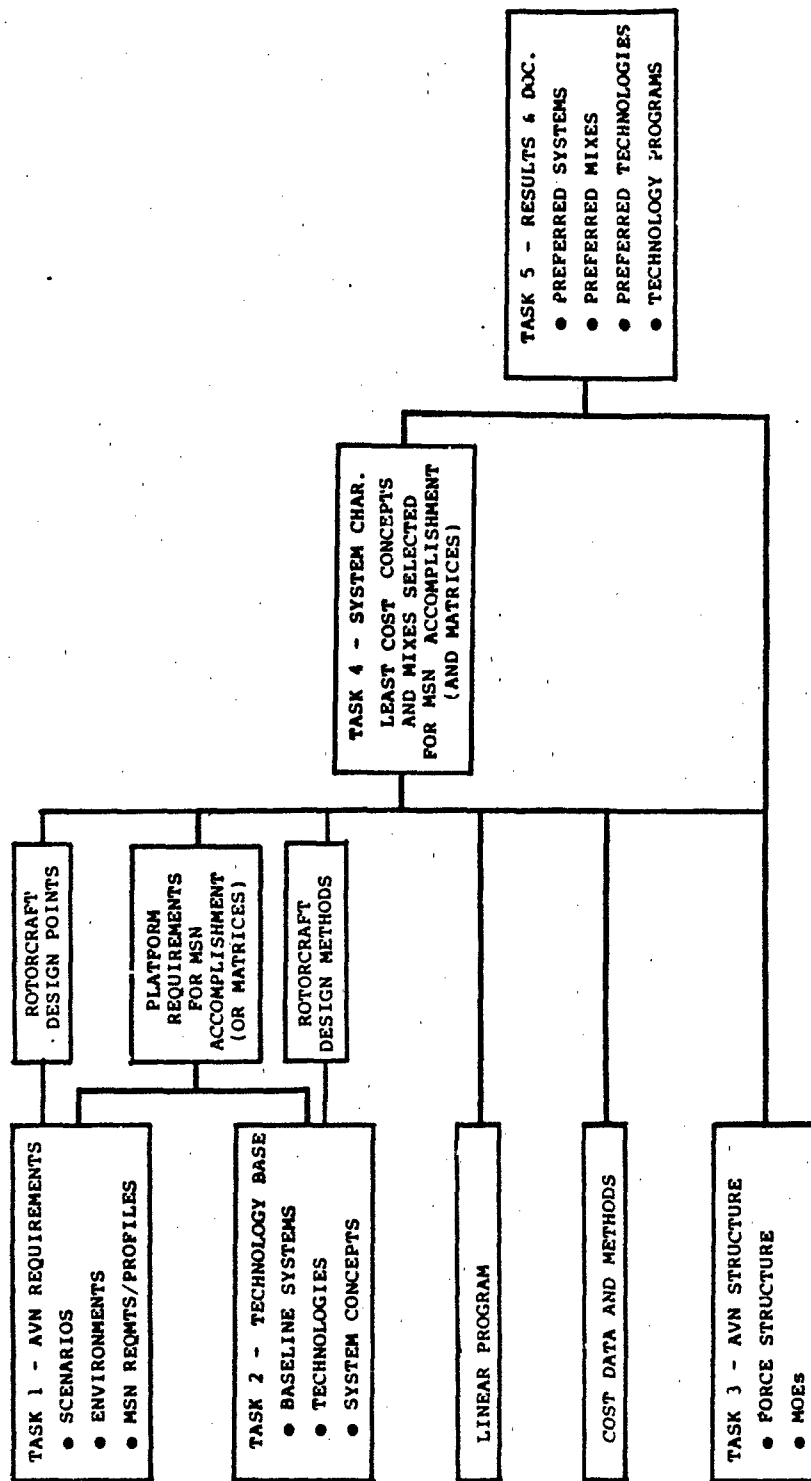 TASK 1 - AVN REQUIREMENTS
● SCENARIOS
● ENVIRONMENTS
● MSN REQMTS/PROFILES
TASK 2 - TECHNOLOGY BASE
● BASELINE SYSTEMS
● TECHNOLOGIES
● SYSTEM CONCEPTS
LINEAR PROGRAM
COST DATA AND METHODS
TASK 3 - AVN STRUCTURE
● FORCE STRUCTURE
● MOEs
ROTORCRAFT
DESIGN POINTS
PLATFORM
REQUIREMENTS
FOR MSN
ACCOMPLISHMENT
(OR MATRICES)
ROTORCRAFT
DESIGN METHODS
TASK 4 - SYSTEM CHAR.
LEAST COST CONCEPTS
AND MIXES SELECTED
FOR MSN ACCOMPLISHMENT
(AND MATRICES)
TASK 5 - RESULTS & DOC.
● PREFERRED SYSTEMS
● PREFERRED MIXES
● PREFERRED TECHNOLOGIES
● TECHNOLOGY PROGRAMS